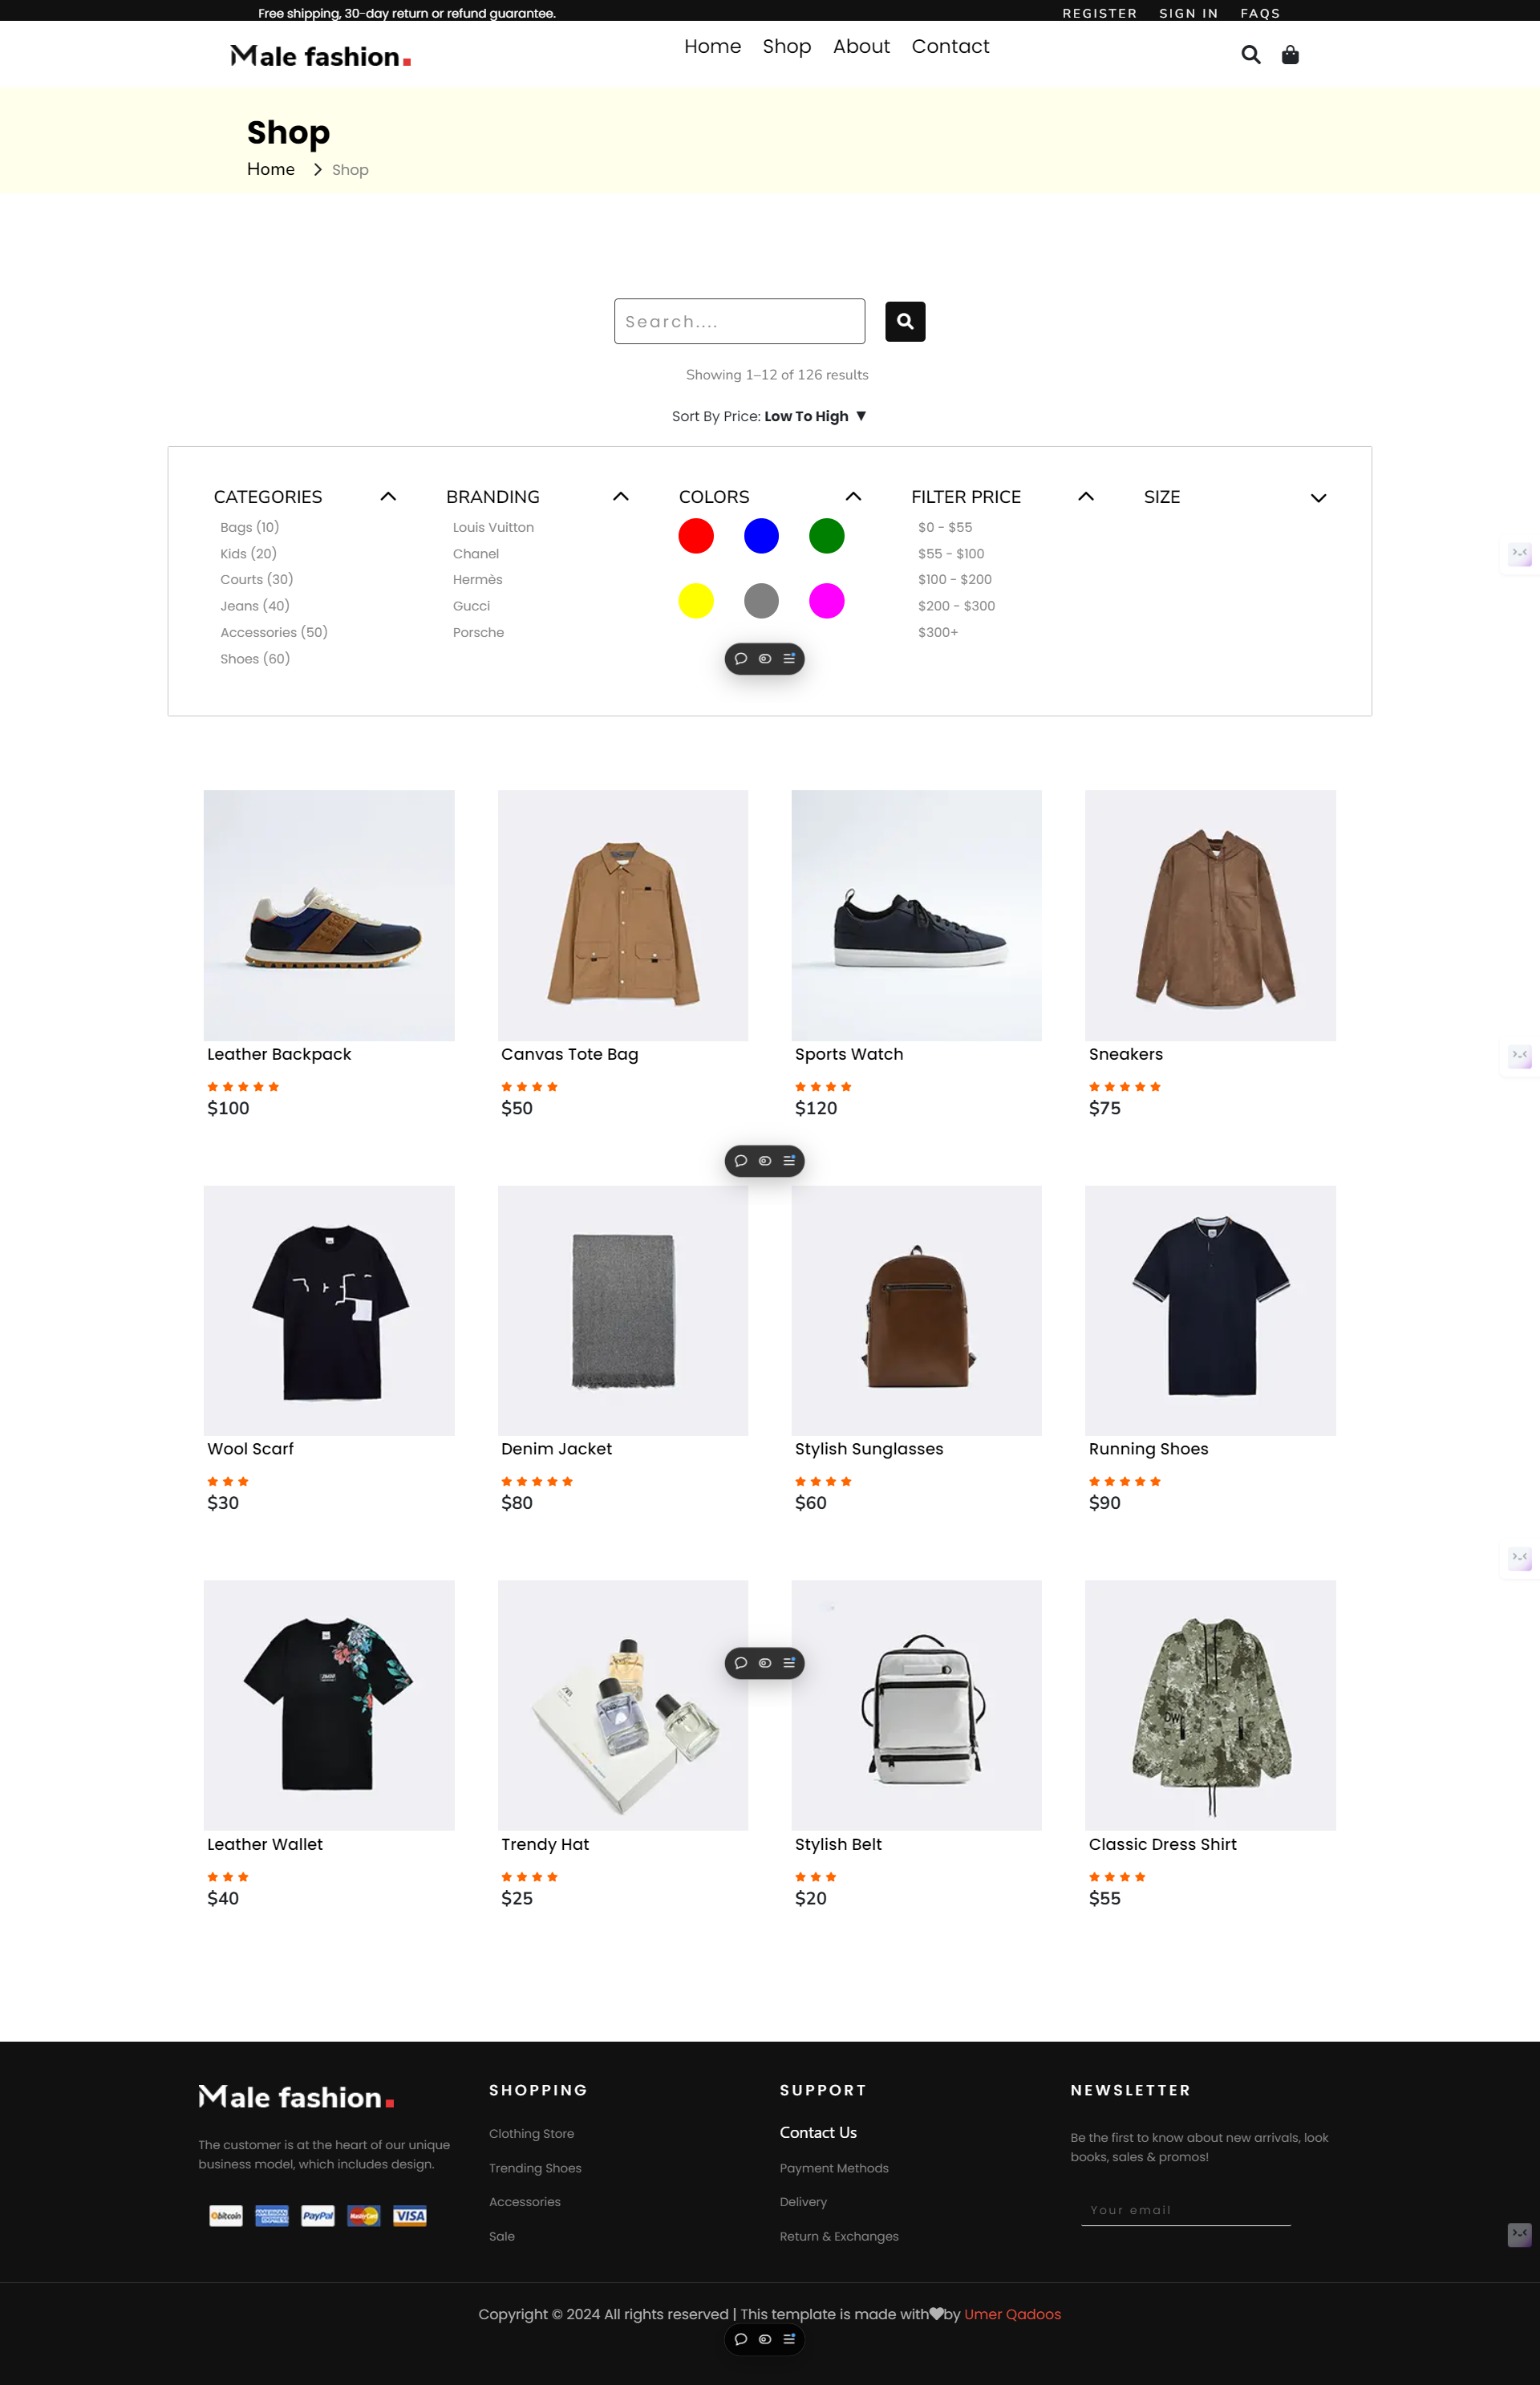 Free shipping, 30-day return or refund guarantee.
REGISTER SIGN IN FAQS
Male fashion.
Home Shop About Contact
Shop
Home > Shop
Search....
Showing 1–12 of 126 results
Sort By Price: Low To High ▼
CATEGORIES
Bags (10)
Kids (20)
Courts (30)
Jeans (40)
Accessories (50)
Shoes (60)
BRANDING
Louis Vuitton
Chanel
Hermès
Gucci
Porsche
COLORS
FILTER PRICE
$0 - $55
$55 - $100
$100 - $200
$200 - $300
$300+
SIZE
Leather Backpack
$100
Canvas Tote Bag
$50
Sports Watch
$120
Sneakers
$75
Wool Scarf
$30
Denim Jacket
$80
Stylish Sunglasses
$60
Running Shoes
$90
Leather Wallet
$40
Trendy Hat
$25
Stylish Belt
$20
DW
Classic Dress Shirt
$55
Male fashion.
The customer is at the heart of our unique
business model, which includes design.
bitcoin AMERICAN EXPRESS PayPal MasterCard VISA
SHOPPING
Clothing Store
Trending Shoes
Accessories
Sale
SUPPORT
Contact Us
Payment Methods
Delivery
Return & Exchanges
NEWSLETTER
Be the first to know about new arrivals, look
books, sales & promos!
Your email
Copyright © 2024 All rights reserved | This template is made with by Umer Qadoos